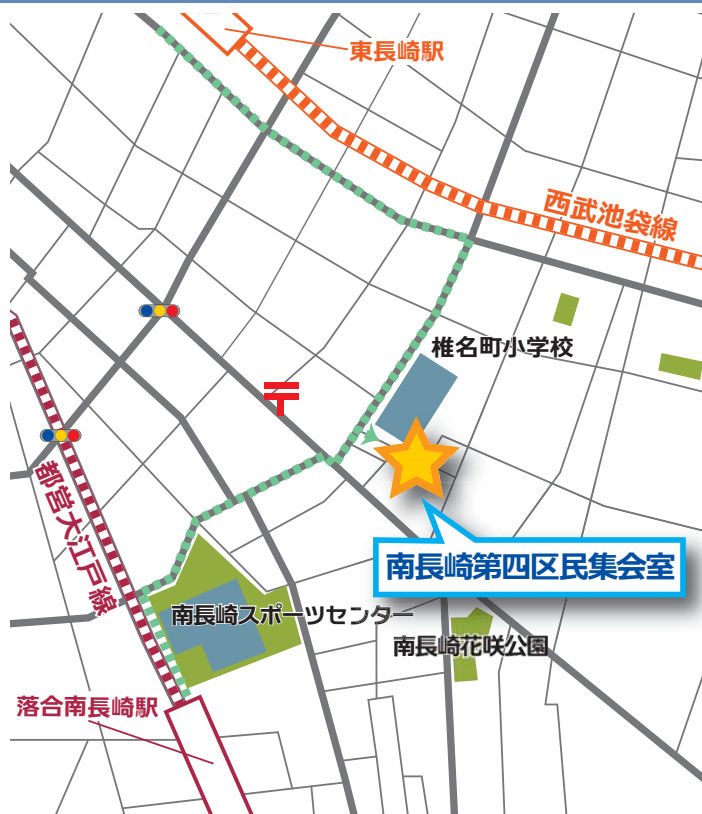 東長崎駅
西武池袋線
椎名町小学校
都営大江戸線
南長崎第四区民集会室
南長崎スポーツセンター
南長崎花咲公園
落合南長崎駅